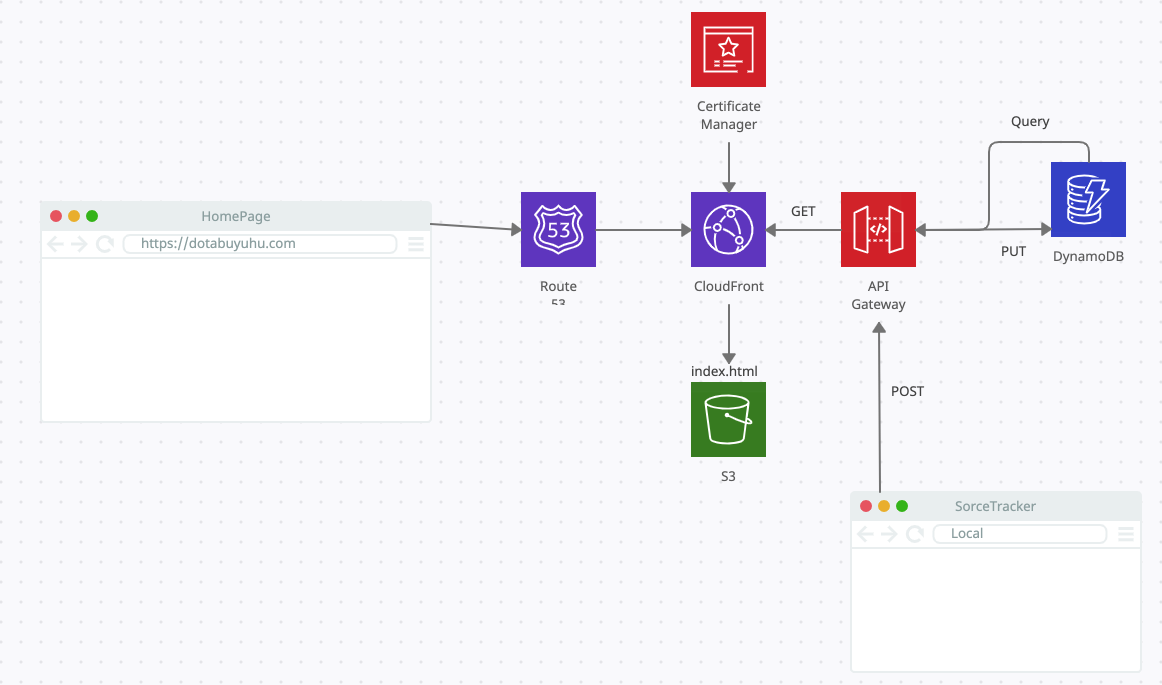 Certificate
Manager
Query
HomePage
https://dotabuyuhu.com
53
GET
PUT
DynamoDB
Route
53
CloudFront
API
Gateway
index.html
POST
S3
SorceTracker
Local